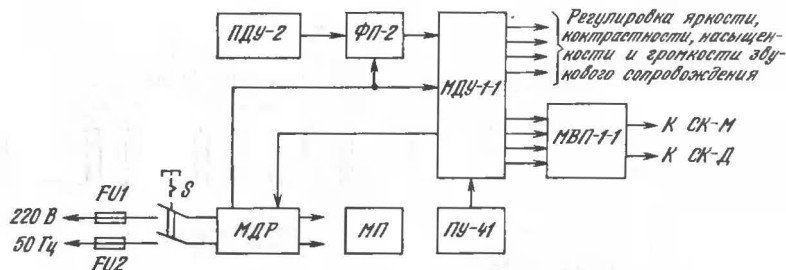 ПДУ-2
ФП-2
МДУ-1-1
Регулировка яркости,
контрастности, насыщен-
ности и громкости зву-
кового сопровождения
МВП-1-1
К СК-М
К СК-Д
S
FU1
220 В
50 Гц
FU2
МДР
МП
ПУ-41